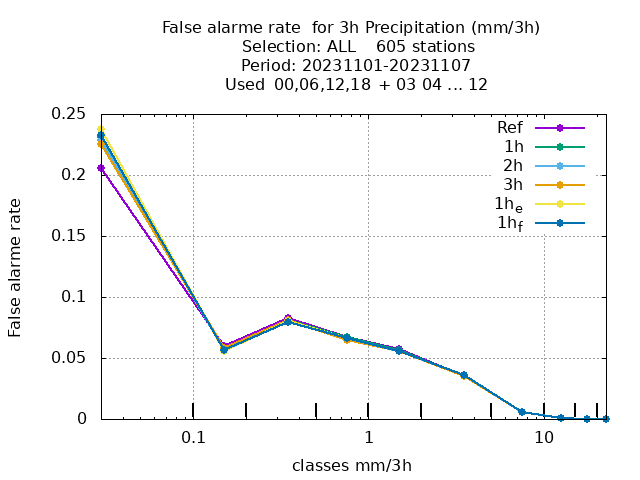 False alarme rate  for 3h Precipitation (mm/3h)
Selection: ALL    605 stations
Period: 20231101-20231107
Used  00,06,12,18  + 03 04 ... 12
0.25
0.2
0.15
0.1
0.05
0
False alarme rate
Ref
1h
2h
3h
1he
1hf
0.1
1
10
classes mm/3h